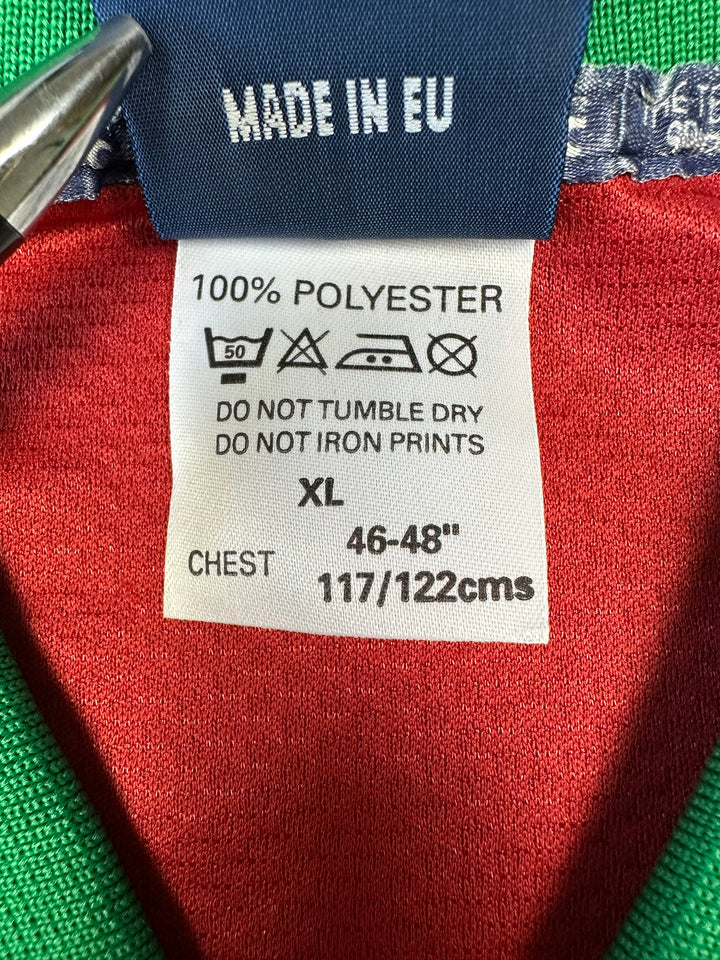 MADE IN EU
100% POLYESTER
50
DO NOT TUMBLE DRY
DO NOT IRON PRINTS
XL
CHEST 46-48"
117/122cms